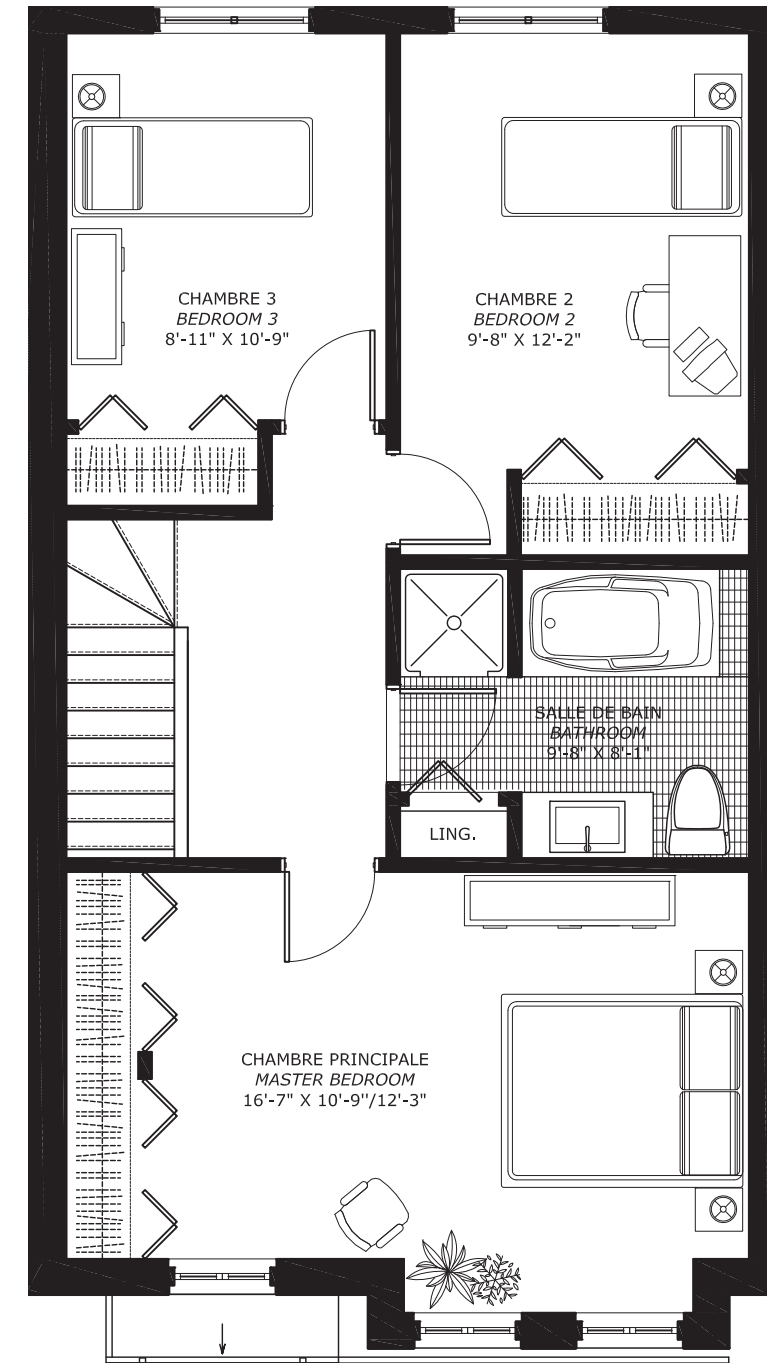 CHAMBRE 3
BEDROOM 3
8'-11" X 10'-9"
CHAMBRE 2
BEDROOM 2
9'-8" X 12'-2"
SALLE DE BAIN
BATHROOM
9'-8" X 8'-1"
LING.
CHAMBRE PRINCIPALE
MASTER BEDROOM
16'-7" X 10'-9"/12'-3"